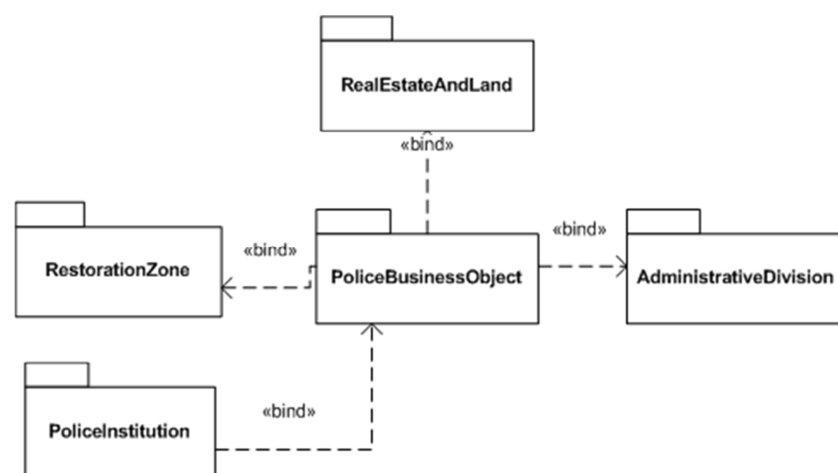 RealEstateAndLand
«bind»
«bind»
«bind»
RestorationZone
PoliceBusinessObject
AdministrativeDivision
«bind»
PoliceInstitution